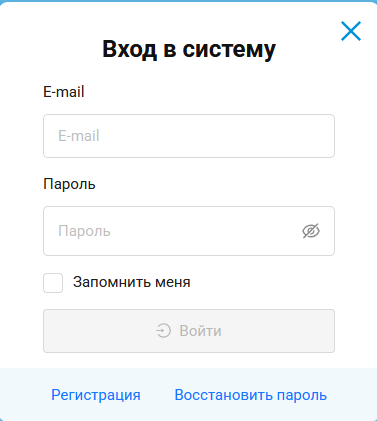 Вход в систему
E-mail
E-mail
Пароль
Пароль
Запомнить меня
Войти
Регистрация Восстановить пароль